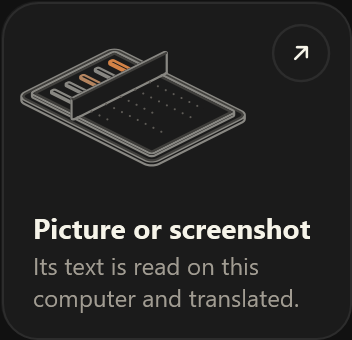 Picture or screenshot
Its text is read on this
computer and translated.